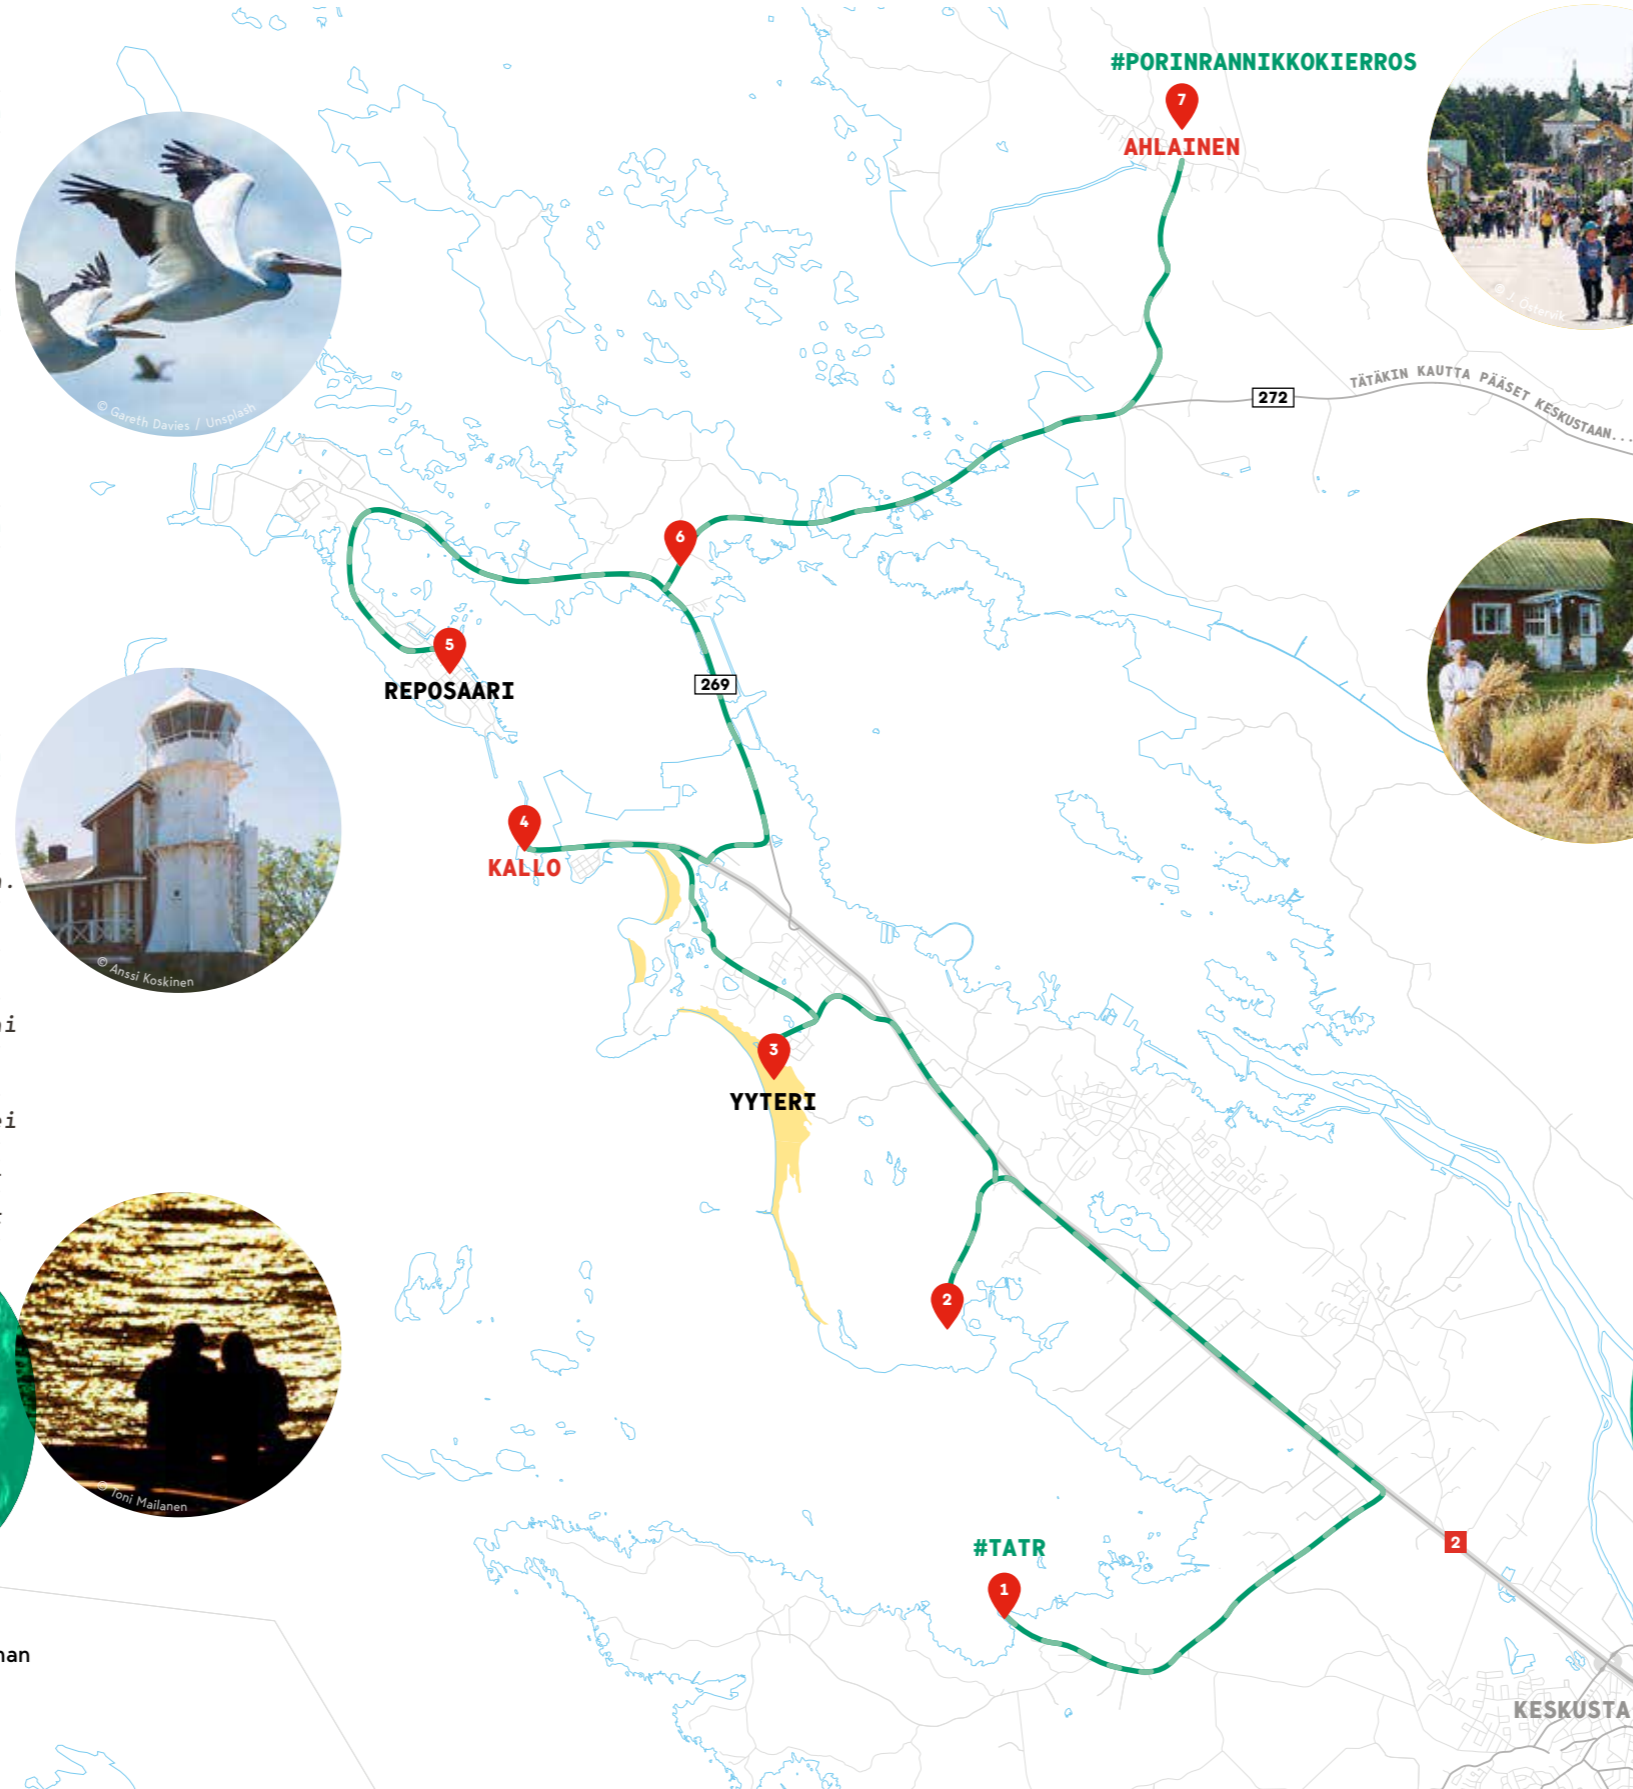 #PORINRANNIKKOKIERROS
7
AHLAINEN
© J. Ostervik
© Gareth Davies / Unsplash
272
TÄTÄKIN KAUTTA PÄÄSET KESKUSTAAN...
6
5
REPOSAARI
269
4
KALLO
© Anssi Koskinen
3
YYTERI
2
© Toni Mailanen
#TATR
1
2
KESKUSTA